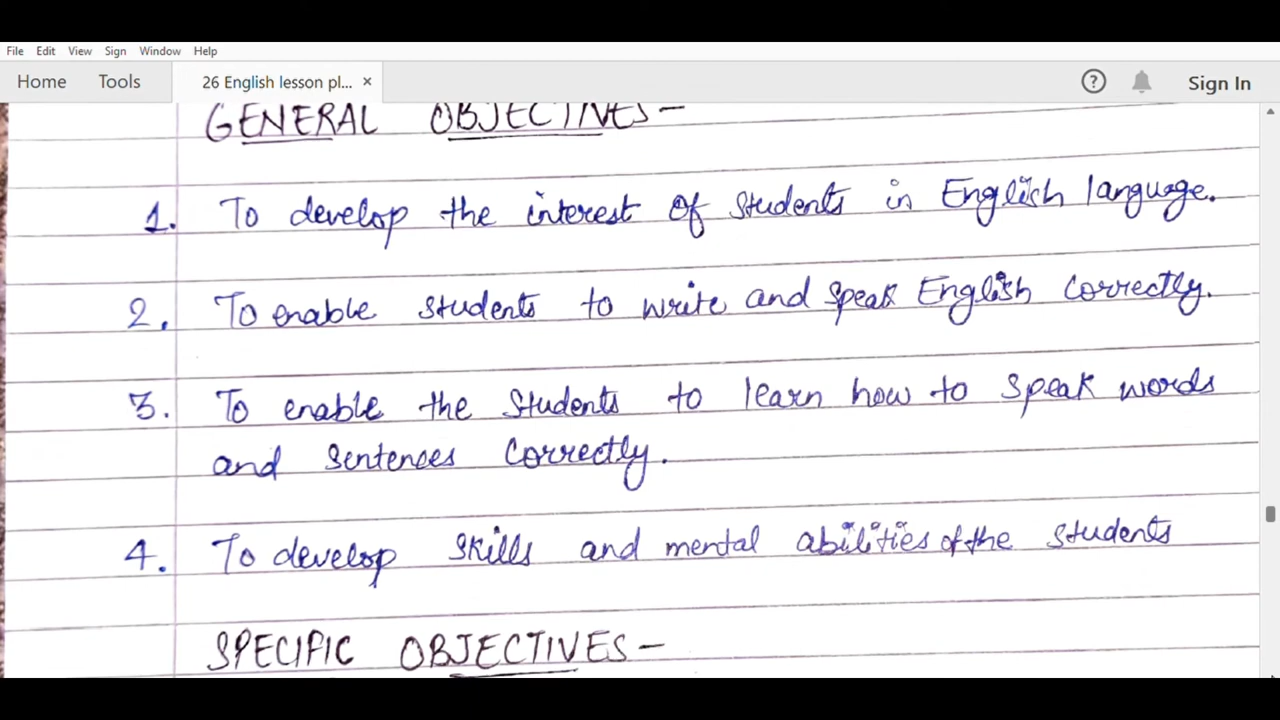 File Edit View Sign Window Help
Home Tools 26 English lesson pl... × ? Sign In
GENERAL OBJECTIVES-
1. To develop the interest of students in English language.
2. To enable students to write and speak English correctly.
3. To enable the students to learn how to speak words
and sentences correctly.
4. To develop skills and mental abilities of the students
SPECIFIC OBJECTIVES-